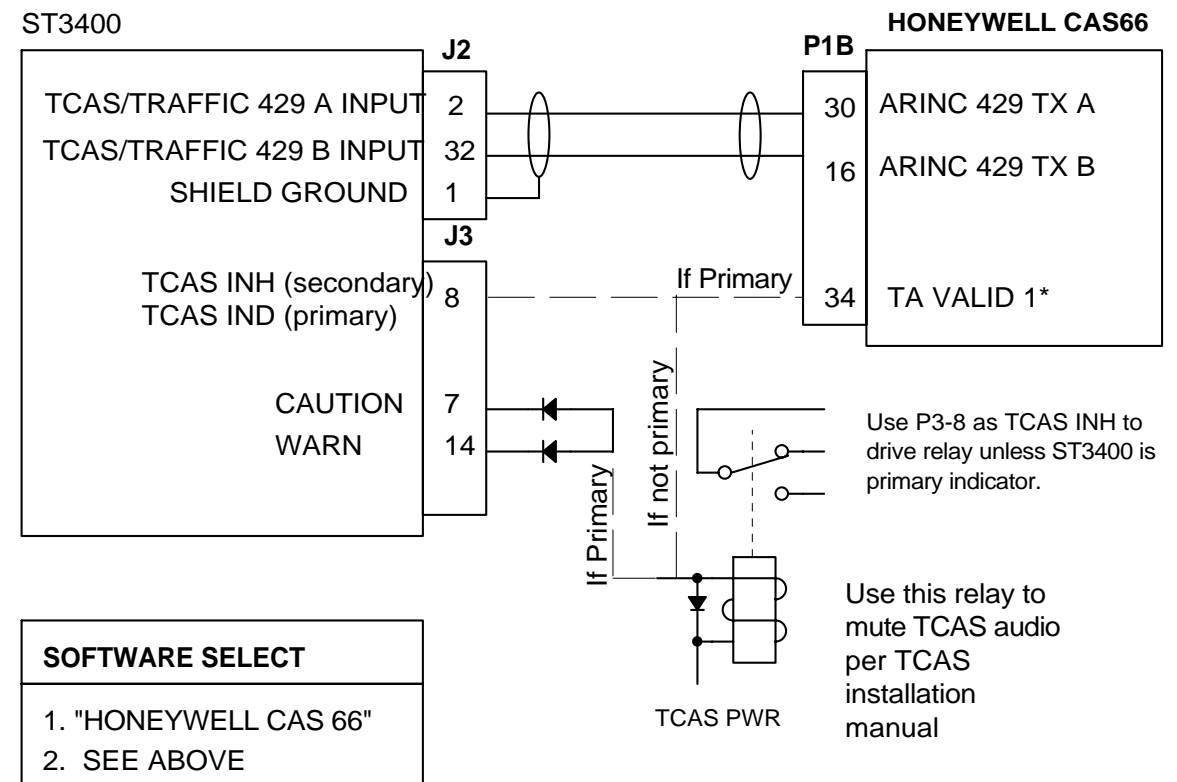 ST3400
HONEYWELL CAS66
J2
P1B
TCAS/TRAFFIC 429 A INPUT
2
30
ARINC 429 TX A
TCAS/TRAFFIC 429 B INPUT
32
16
ARINC 429 TX B
SHIELD GROUND
1
J3
TCAS INH (secondary)
TCAS IND (primary)
8
If Primary
34
TA VALID 1*
CAUTION
7
WARN
14
If Primary
If not primary
Use P3-8 as TCAS INH to
drive relay unless ST3400 is
primary indicator.
Use this relay to
mute TCAS audio
per TCAS
installation
manual
TCAS PWR
SOFTWARE SELECT
1. "HONEYWELL CAS 66"
2. SEE ABOVE